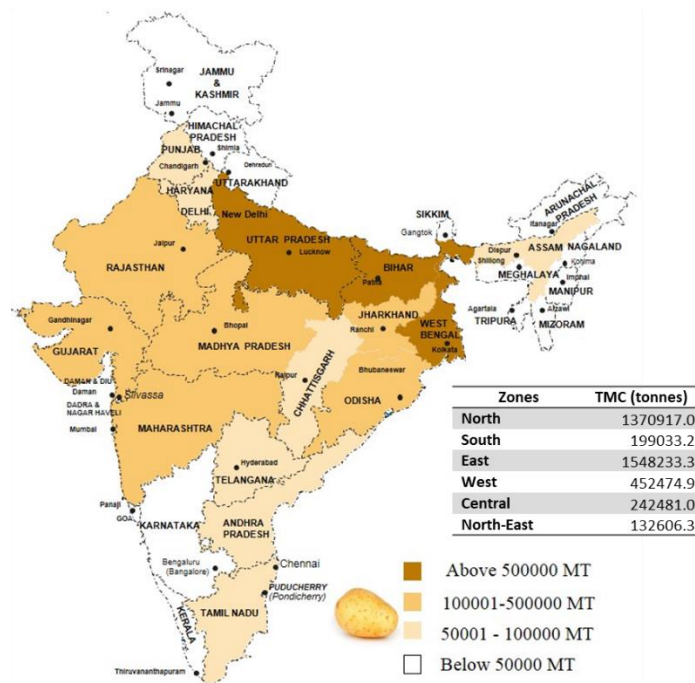 Srinagar
JAMMU
&
KASHMIR
Jammu
HIMACHAL
PRADESH
Shimla
PUNJAB
Chandigarh
Dehradun
UTTARAKHAND
HARYANA
DELHI
New Delhi
UTTAR PRADESH
Lucknow
Jaipur
RAJASTHAN
SIKKIM
Gangtok
ARUNACHAL
PRADESH
Itanagar
ASSAM
NAGALAND
Dispur
Shillong
Kohima
MEGHALAYA
Imphal
MANIPUR
Agartala
Aizawl
TRIPURA
MIZORAM
BIHAR
Patna
Gandhinagar
GUJARAT
Bhopal
MADHYA PRADESH
JHARKHAND
Ranchi
WEST
BENGAL
Kolkata
DAMAN & DIU
Daman
Silvassa
DADRA &
NAGAR HAVELI
Mumbai
MAHARASHTRA
Raipur
CHHATTISGARH
Bhubaneswar
ODISHA
Hyderabad
TELANGANA
Panaji
GOA
KARNATAKA
ANDHRA
PRADESH
Bengaluru
(Bangalore)
Chennai
PUDUCHERRY
(Pondicherry)
TAMIL NADU
KERALA
Thiruvananthapuram
Zones TMC (tonnes)
North 1370917.0
South 199033.2
East 1548233.3
West 452474.9
Central 242481.0
North-East 132606.3
Above 500000 MT
100001-500000 MT
50001 - 100000 MT
Below 50000 MT